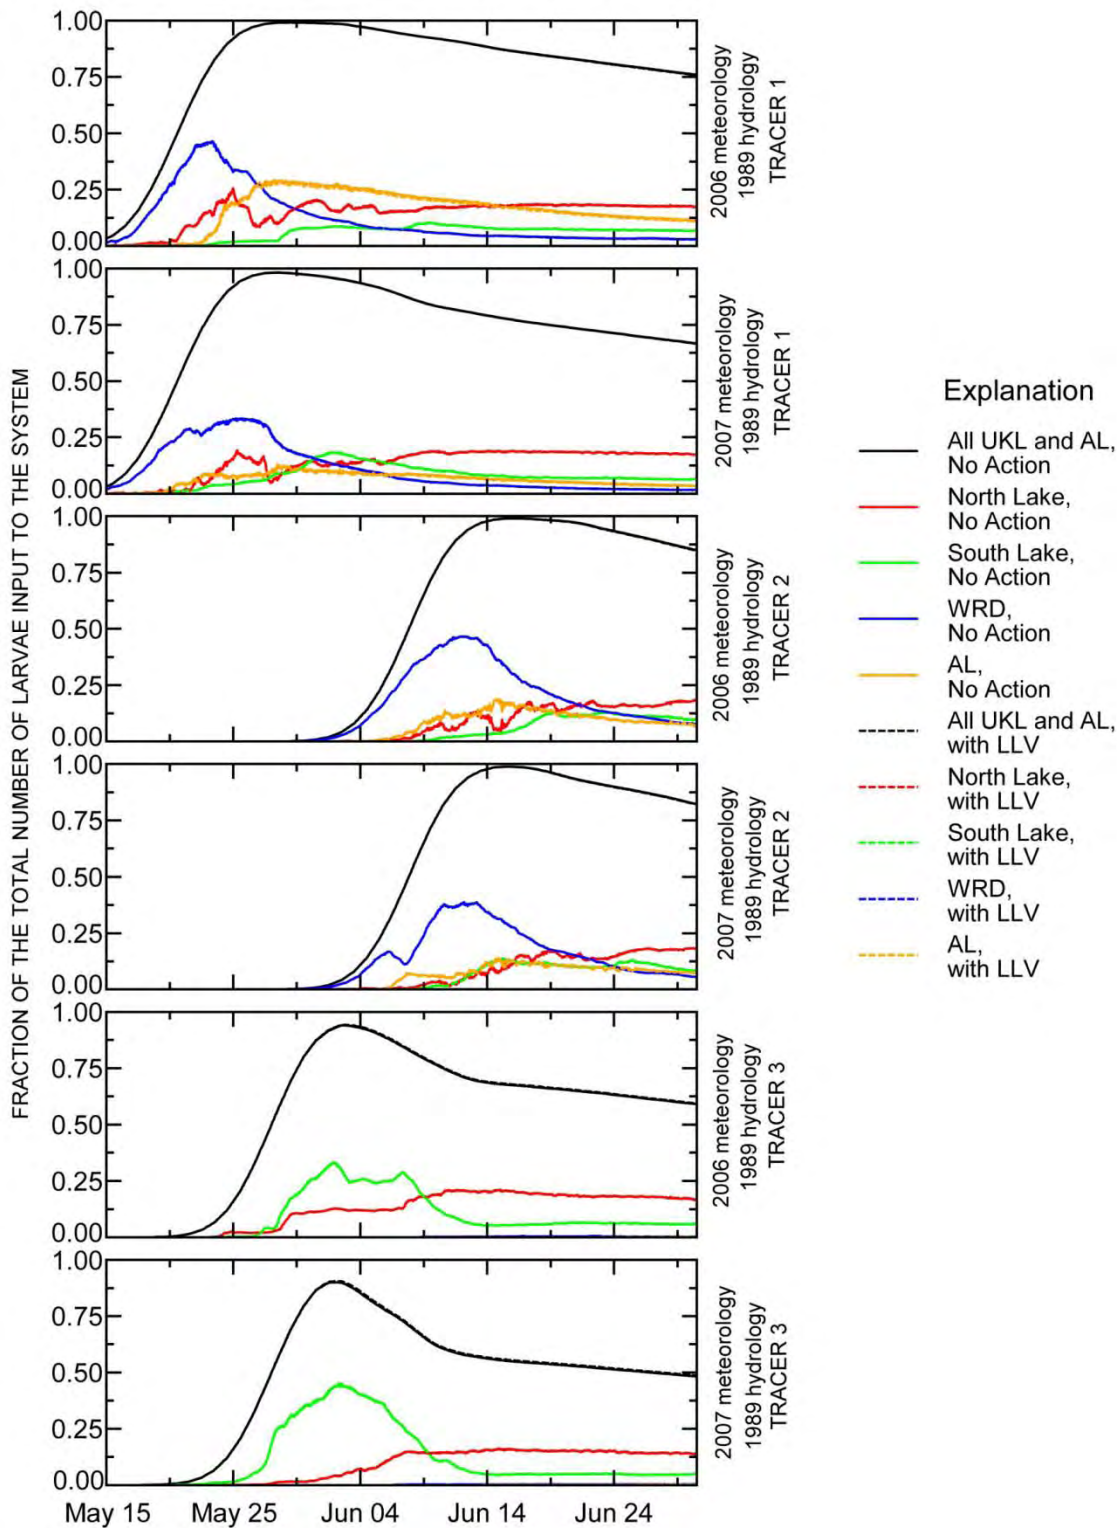 FRACTION OF THE TOTAL NUMBER OF LARVAE INPUT TO THE SYSTEM
1.00
0.75
0.50
0.25
0.00
2006 meteorology
1989 hydrology
TRACER 1
1.00
0.75
0.50
0.25
0.00
2007 meteorology
1989 hydrology
TRACER 1
1.00
0.75
0.50
0.25
0.00
2006 meteorology
1989 hydrology
TRACER 2
1.00
0.75
0.50
0.25
0.00
2007 meteorology
1989 hydrology
TRACER 2
1.00
0.75
0.50
0.25
0.00
2006 meteorology
1989 hydrology
TRACER 3
1.00
0.75
0.50
0.25
0.00
2007 meteorology
1989 hydrology
TRACER 3
May 15 May 25 Jun 04 Jun 14 Jun 24
Explanation
All UKL and AL,
No Action
North Lake,
No Action
South Lake,
No Action
WRD,
No Action
AL,
No Action
All UKL and AL,
with LLV
North Lake,
with LLV
South Lake,
with LLV
WRD,
with LLV
AL,
with LLV